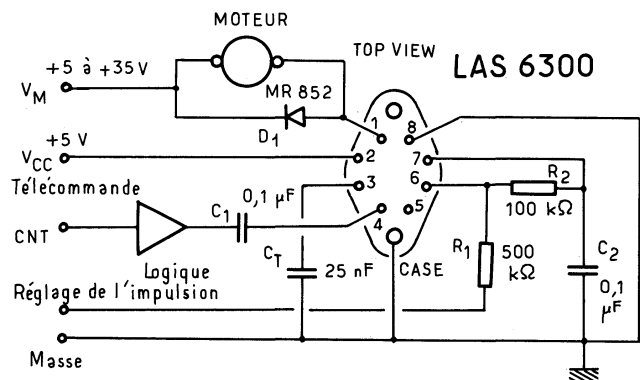 MOTEUR
+5 à +35V
TOP VIEW
LAS 6300
V_M
MR 852
D_1
1
8
+5 V
V_CC
2
7
Télécommande
3
6
R_2
0,1 µF
100 kΩ
C_1
4
5
CNT
R_1
500
kΩ
C_T
25 nF
CASE
C_2
0,1
µF
Logique
Réglage de l'impulsion
Masse